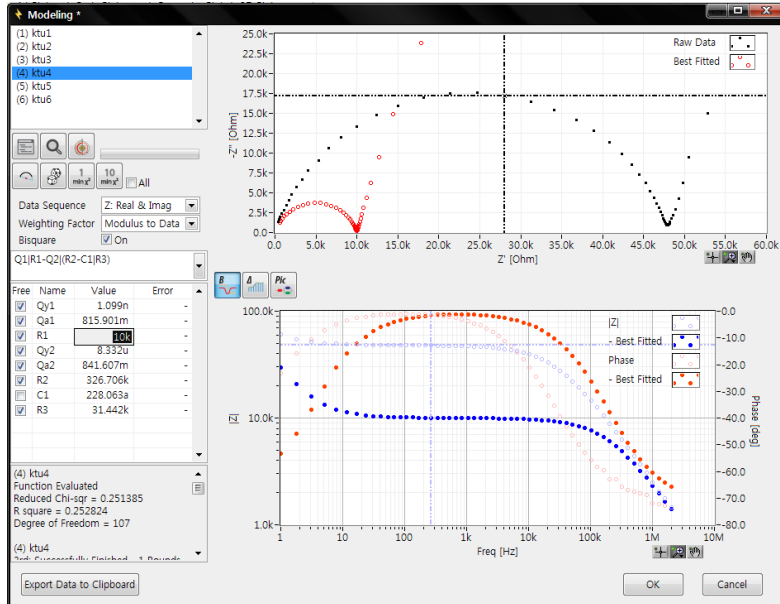 Modeling *
(1) ktu1
(2) ktu2
(3) ktu3
(4) ktu4
(5) ktu5
(6) ktu6
1
min χ²
10
min χ²
All
Data Sequence Z: Real & Imag
Weighting Factor Modulus to Data
Bisquare On
Q1|R1-Q2|(R2-C1|R3)
Free Name Value Error
Qy1 1.099n -
Qa1 815.901m -
R1 10k -
Qy2 8.332u -
Qa2 841.607m -
R2 326.706k -
C1 228.063a -
R3 31.442k -
(4) ktu4
Function Evaluated
Reduced Chi-sqr = 0.251385
R square = 0.252824
Degree of Freedom = 107
(4) ktu4
Export Data to Clipboard
25.0k
22.5k
20.0k
17.5k
15.0k
12.5k
10.0k
7.5k
5.0k
2.5k
0.0
-Z" [Ohm]
0.0 5.0k 10.0k 15.0k 20.0k 25.0k 30.0k 35.0k 40.0k 45.0k 50.0k 55.0k 60.0k
Z' [Ohm]
Raw Data
Best Fitted
B
Δ
Pic
100.0k
10.0k
1.0k
|Z|
|Z|
- Best Fitted
Phase
- Best Fitted
-0.0
-10.0
-20.0
-30.0
-40.0
-50.0
-60.0
-70.0
-80.0
Phase [deg]
1 10 100 1k 10k 100k 1M 10M
Freq [Hz]
OK
Cancel